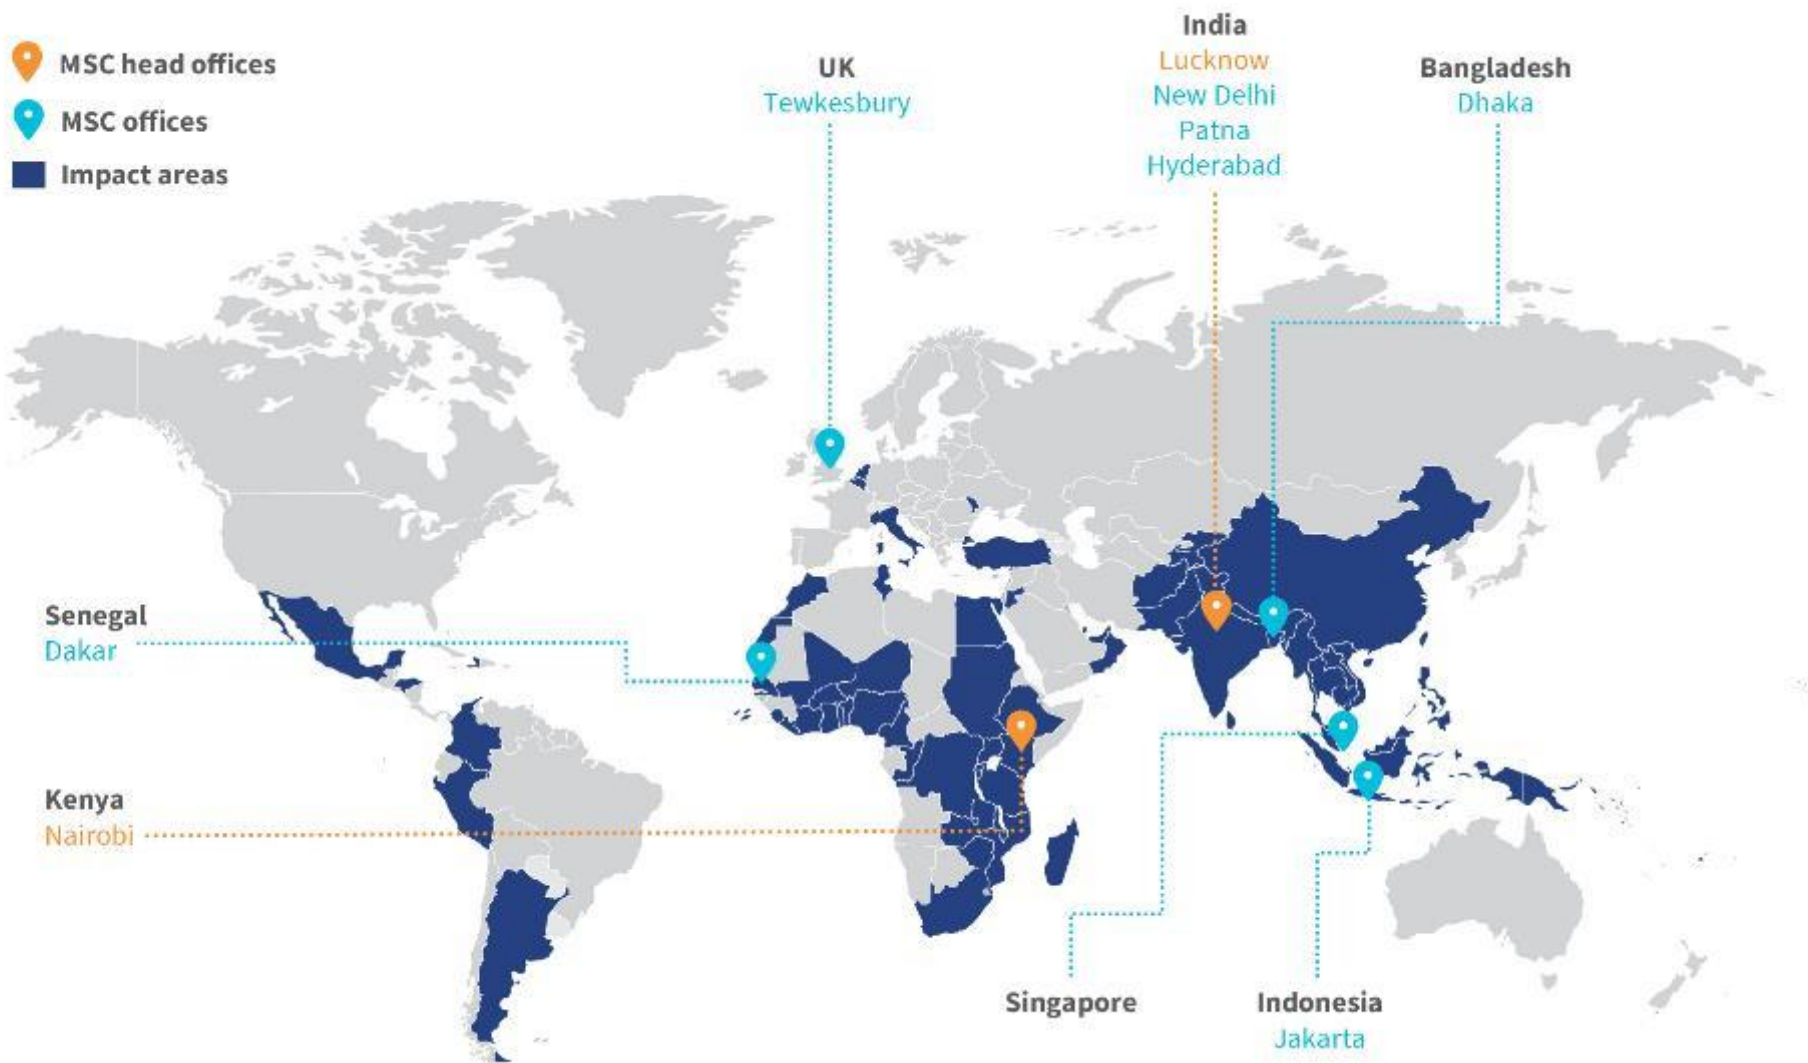 MSC head offices
MSC offices
Impact areas
UK
Tewkesbury
India
Lucknow
New Delhi
Patna
Hyderabad
Bangladesh
Dhaka
Senegal
Dakar
Kenya
Nairobi
Singapore
Indonesia
Jakarta